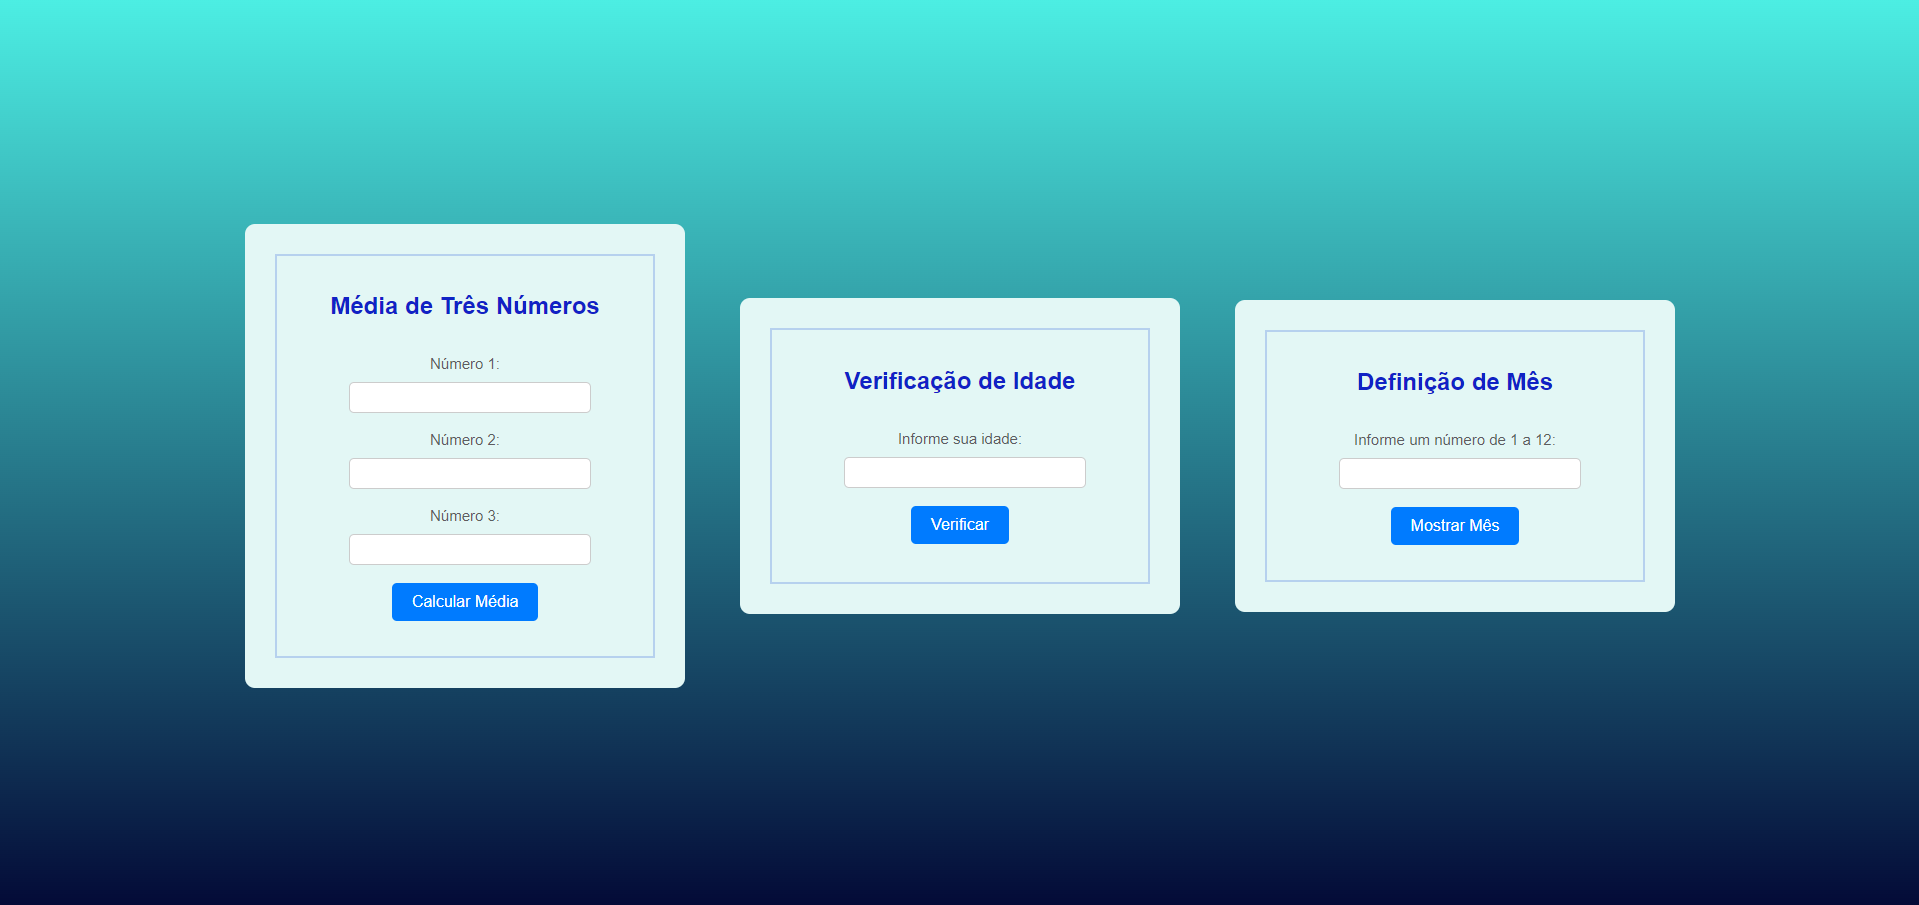 Média de Três Números
Número 1:
Número 2:
Número 3:
Calcular Média
Verificação de Idade
Informe sua idade:
Verificar
Definição de Mês
Informe um número de 1 a 12:
Mostrar Mês